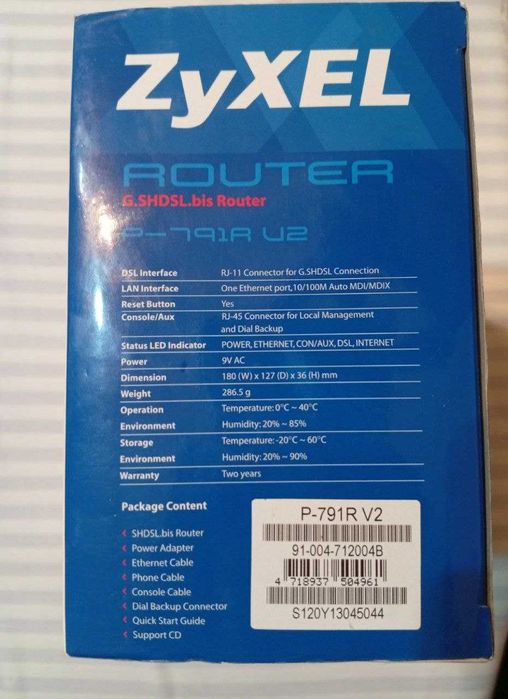 ZyXEL
ROUTER
G.SHDSL.bis Router
P-791R V2
DSL Interface RJ-11 Connector for G.SHDSL Connection
LAN Interface One Ethernet port,10/100M Auto MDI/MDIX
Reset Button Yes
Console/Aux RJ-45 Connector for Local Management
and Dial Backup
Status LED Indicator POWER, ETHERNET, CON/AUX, DSL, INTERNET
Power 9V AC
Dimension 180 (W) x 127 (D) x 36 (H) mm
Weight 286.5 g
Operation Temperature: 0°C ~ 40°C
Environment Humidity: 20% ~ 85%
Storage Temperature: -20°C ~ 60°C
Environment Humidity: 20% ~ 90%
Warranty Two years
Package Content
SHDSL.bis Router
Power Adapter
Ethernet Cable
Phone Cable
Console Cable
Dial Backup Connector
Quick Start Guide
Support CD
P-791R V2
91-004-712004B
4 718937 504961
S120Y13045044